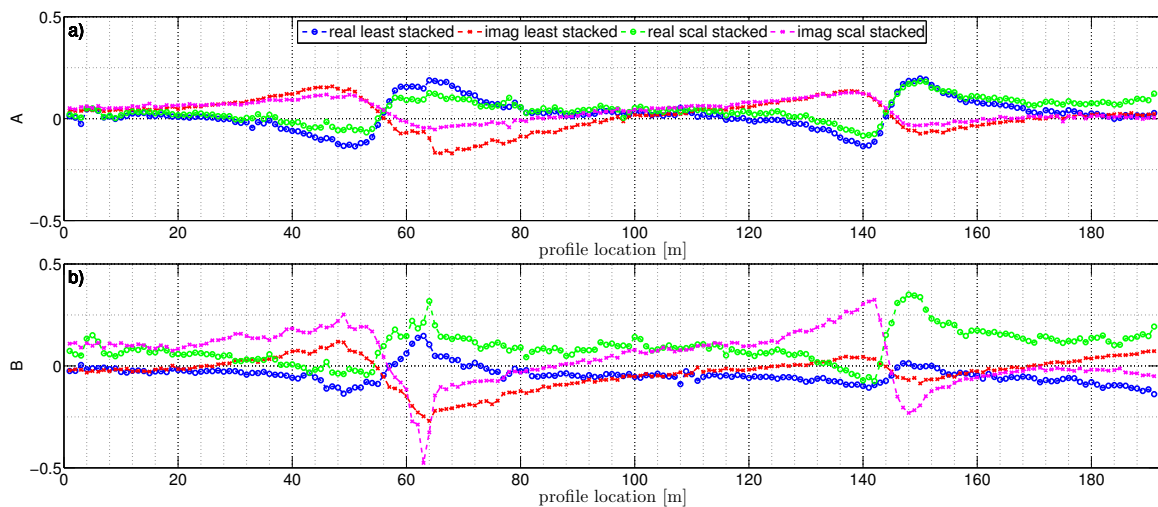 a)
real least stacked imag least stacked real scal stacked imag scal stacked
0.5
0
−0.5
A
0 20 40 60 80 100 120 140 160 180
profile location [m]
b)
0.5
0
−0.5
B
0 20 40 60 80 100 120 140 160 180
profile location [m]